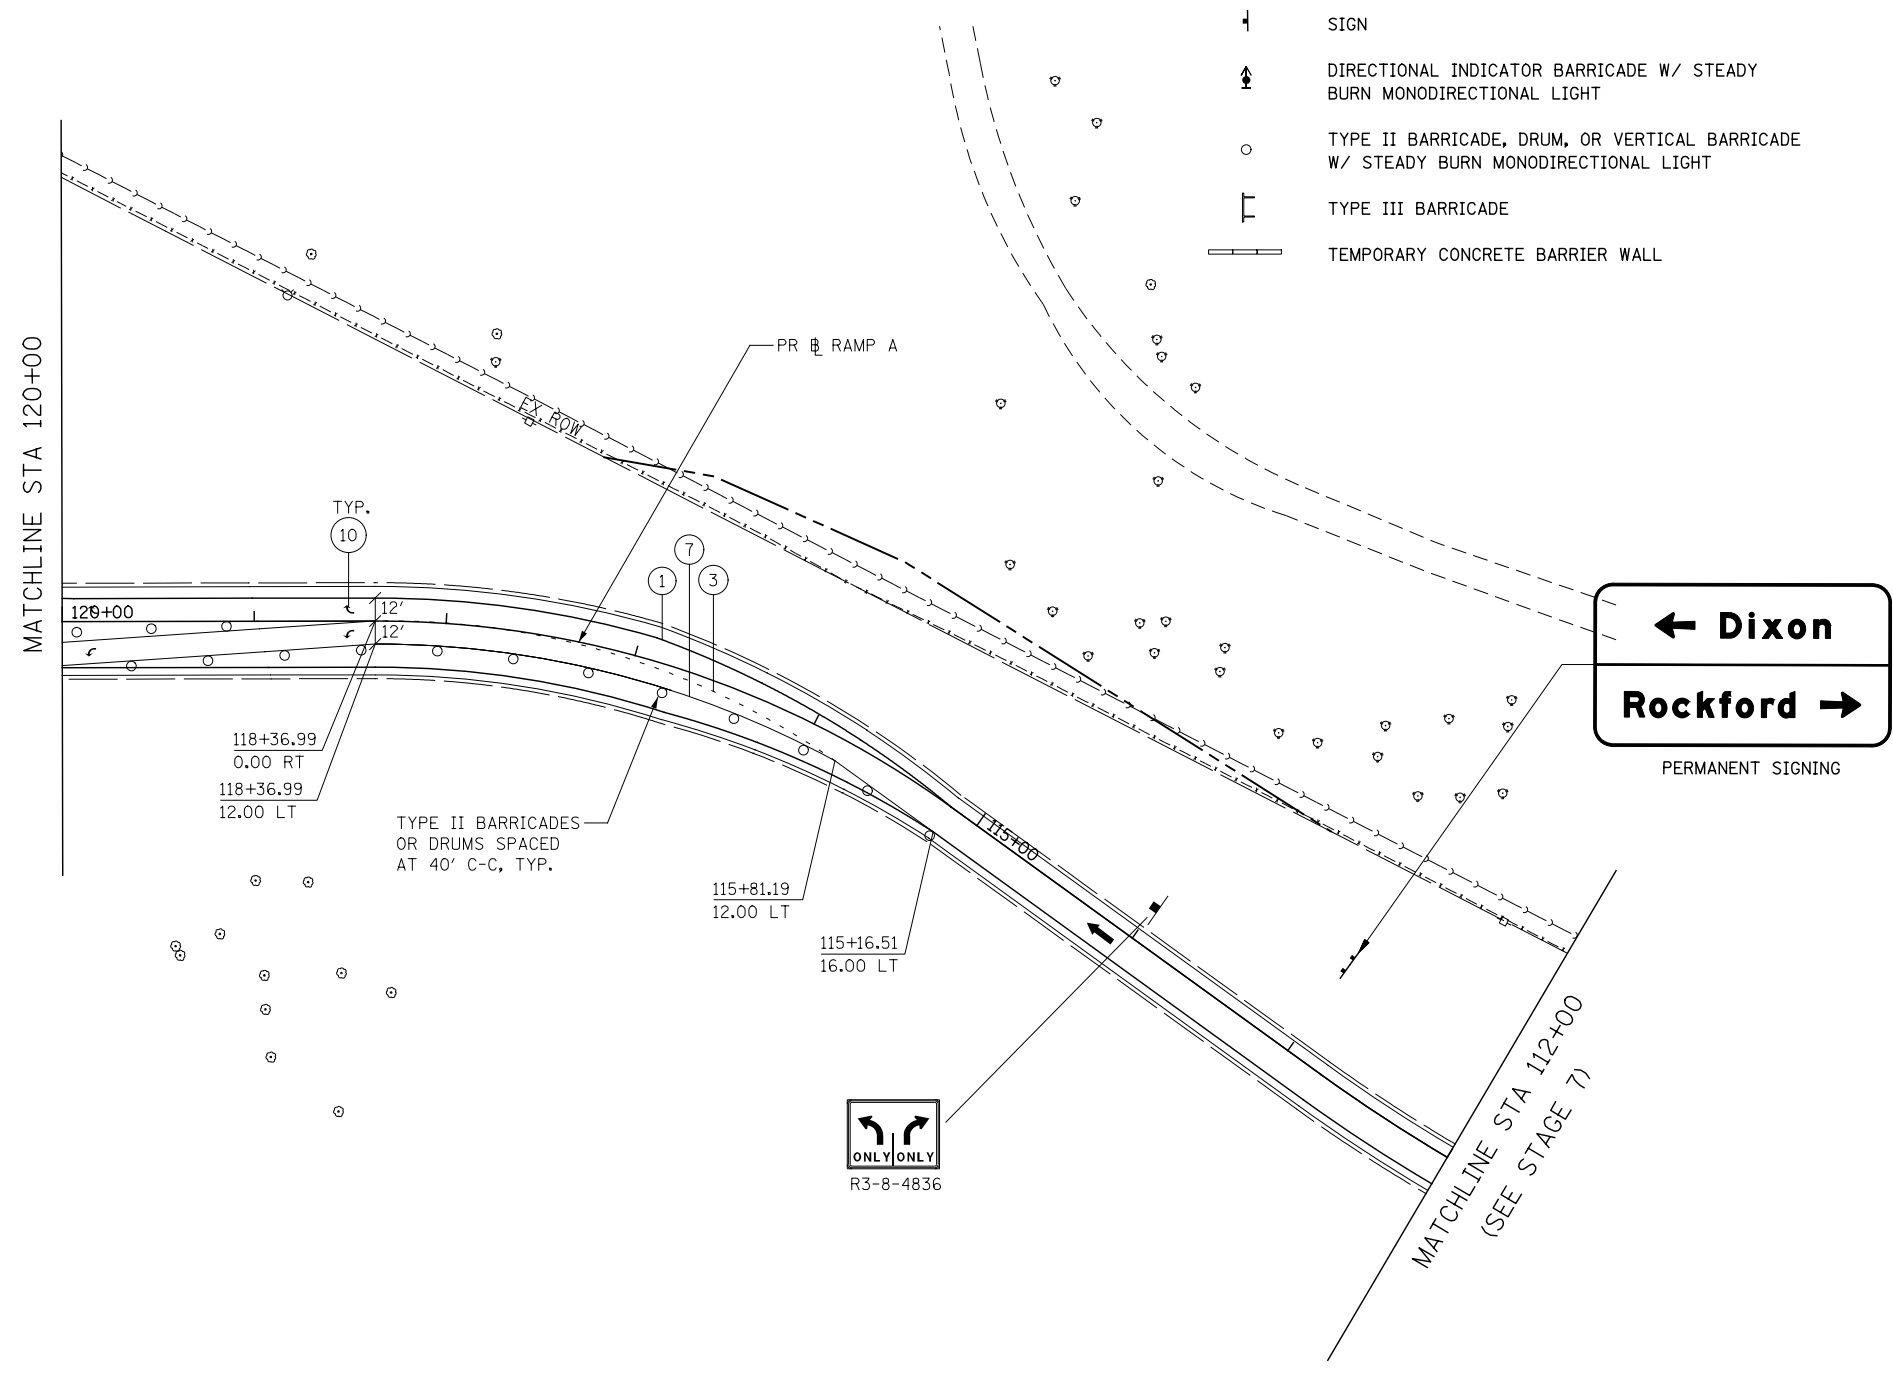 SIGN
DIRECTIONAL INDICATOR BARRICADE W/ STEADY
BURN MONODIRECTIONAL LIGHT
TYPE II BARRICADE, DRUM, OR VERTICAL BARRICADE
W/ STEADY BURN MONODIRECTIONAL LIGHT
TYPE III BARRICADE
TEMPORARY CONCRETE BARRIER WALL
MATCHLINE STA 120+00
PR BL RAMP A
EX ROW
TYP.
10
7
1
3
120+00
12'
12'
← Dixon
Rockford →
PERMANENT SIGNING
118+36.99
0.00 RT
118+36.99
12.00 LT
TYPE II BARRICADES
OR DRUMS SPACED
AT 40' C-C, TYP.
115+00
115+81.19
12.00 LT
115+16.51
16.00 LT
ONLY ONLY
R3-8-4836
MATCHLINE STA 112+00
(SEE STAGE 7)